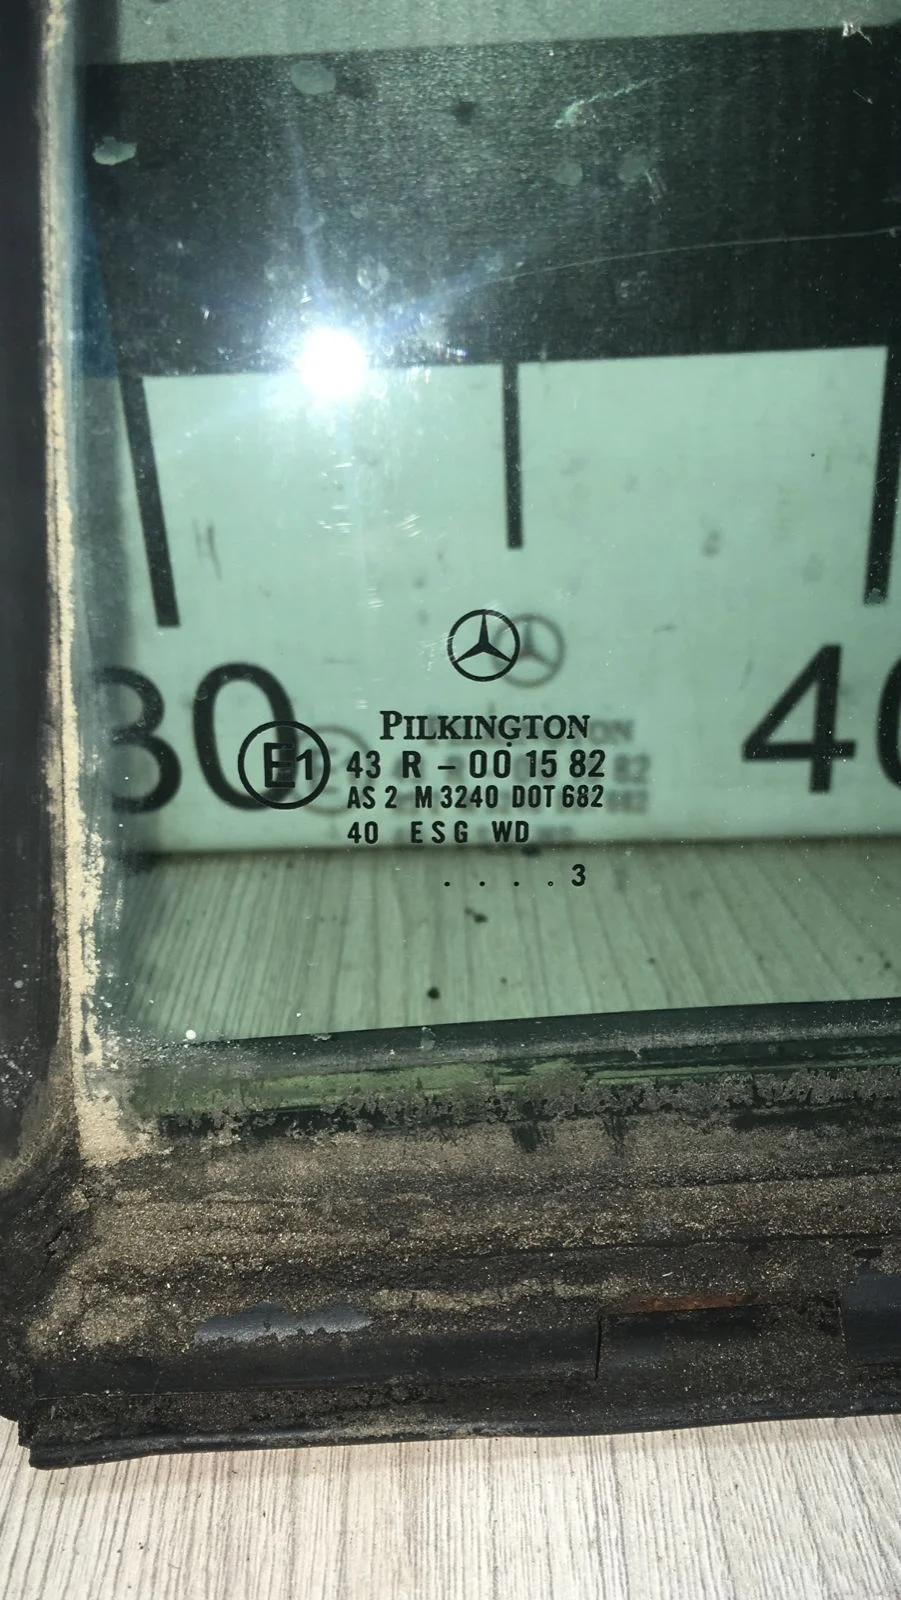 30
40
PILKINGTON
E1 43 R - 00 15 82
AS 2 M 3240 DOT 682
40 ESG WD
. . . . 3